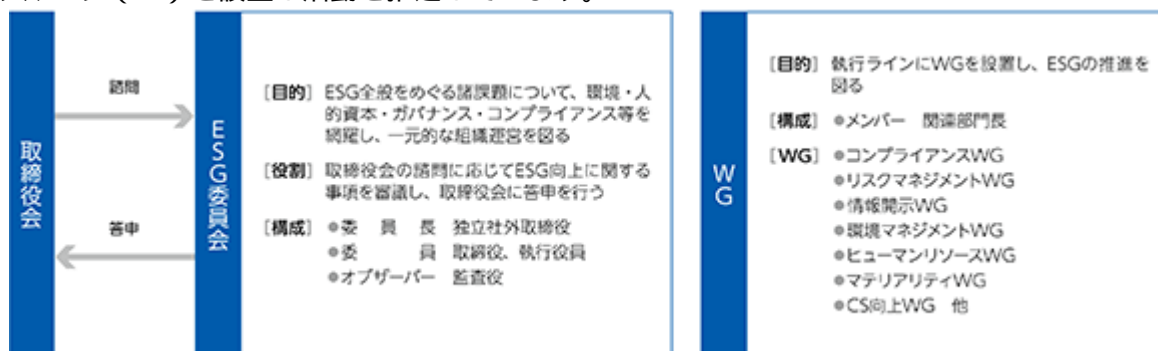 取締役会
諮問
答申
ESG委員会
[目的] ESG全般をめぐる諸課題について、環境・人
的資本・ガバナンス・コンプライアンス等を
網羅し、一元的な組織運営を図る
[役割] 取締役会の諮問に応じてESG向上に関する
事項を審議し、取締役会に答申を行う
[構成] ●委員長 独立社外取締役
●委員 取締役、執行役員
●オブザーバー 監査役
WG
[目的] 執行ラインにWGを設置し、ESGの推進を
図る
[構成] ●メンバー 関連部門長
[WG] ●コンプライアンスWG
●リスクマネジメントWG
●情報開示WG
●環境マネジメントWG
●ヒューマンリソースWG
●マテリアリティWG
●CS向上WG 他